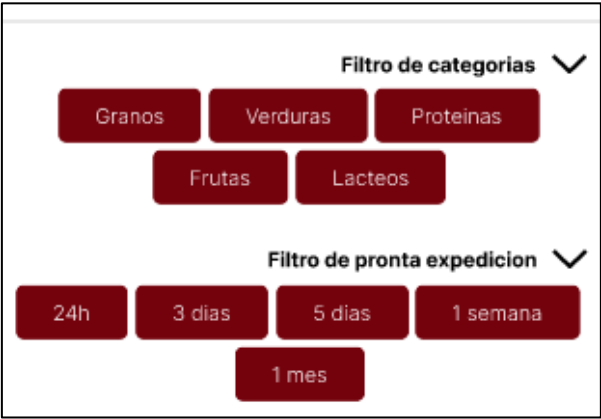 Filtro de categorias
Granos Verduras Proteinas
Frutas Lacteos
Filtro de pronta expedicion
24h 3 dias 5 dias 1 semana
1 mes